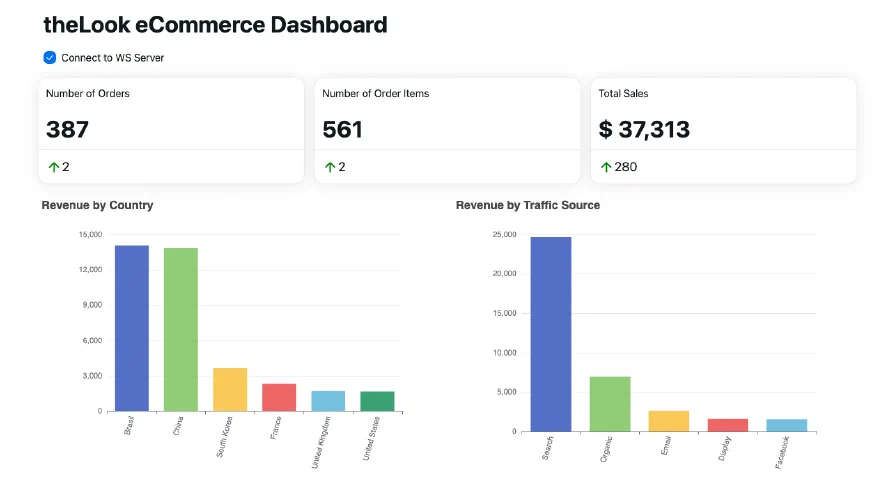 theLook eCommerce Dashboard
Connect to WS Server
Number of Orders
387
2
Number of Order Items
561
2
Total Sales
$ 37,313
280
Revenue by Country
15,000
12,000
9,000
6,000
3,000
0
Brasil
China
South Korea
France
United Kingdom
United States
Revenue by Traffic Source
25,000
20,000
15,000
10,000
5,000
0
Search
Organic
Email
Display
Facebook